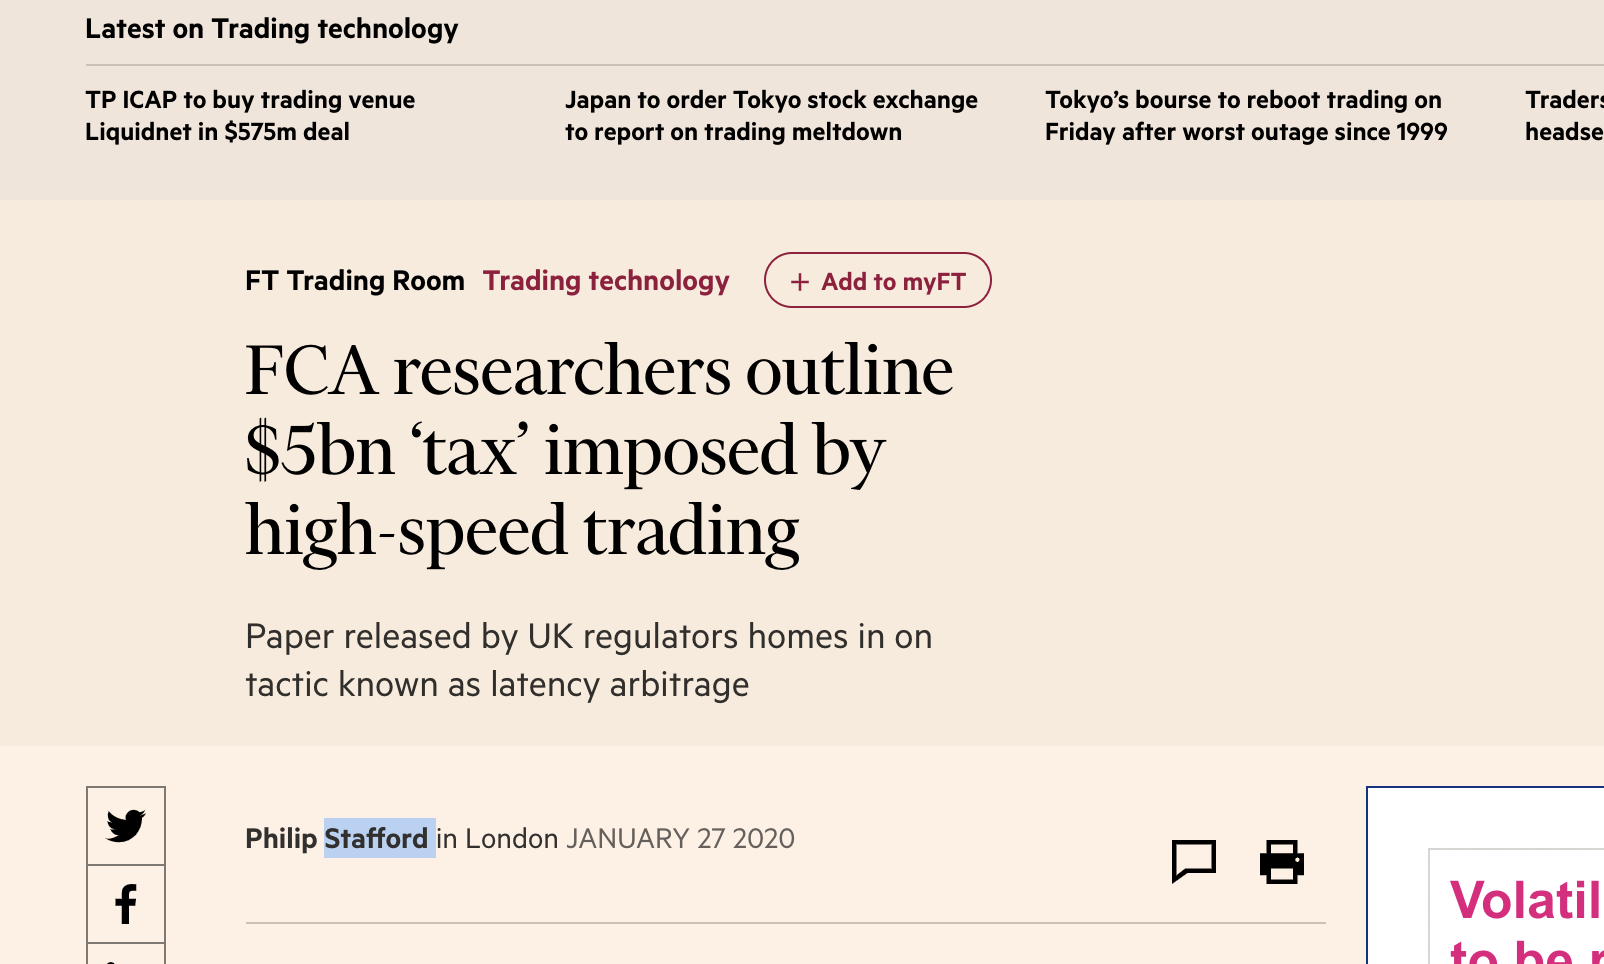 Latest on Trading technology
TP ICAP to buy trading venue
Liquidnet in $575m deal
Japan to order Tokyo stock exchange
to report on trading meltdown
Tokyo’s bourse to reboot trading on
Friday after worst outage since 1999
Traders
headse
FT Trading Room Trading technology + Add to myFT
FCA researchers outline
$5bn ‘tax’ imposed by
high-speed trading
Paper released by UK regulators homes in on
tactic known as latency arbitrage
Philip Stafford in London JANUARY 27 2020
Volatil
to be r